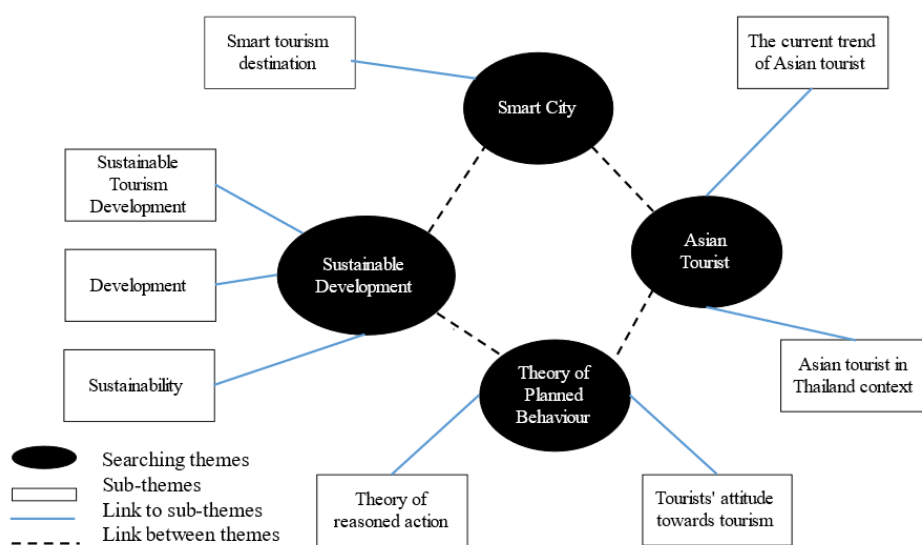 Smart tourism
destination
The current trend
of Asian tourist
Smart City
Sustainable
Tourism
Development
Asian
Tourist
Sustainable
Development
Development
Sustainability
Theory of
Planned
Behaviour
Asian tourist in
Thailand context
Searching themes
Sub-themes
Link to sub-themes
Link between themes
Theory of
reasoned action
Tourists' attitude
towards tourism